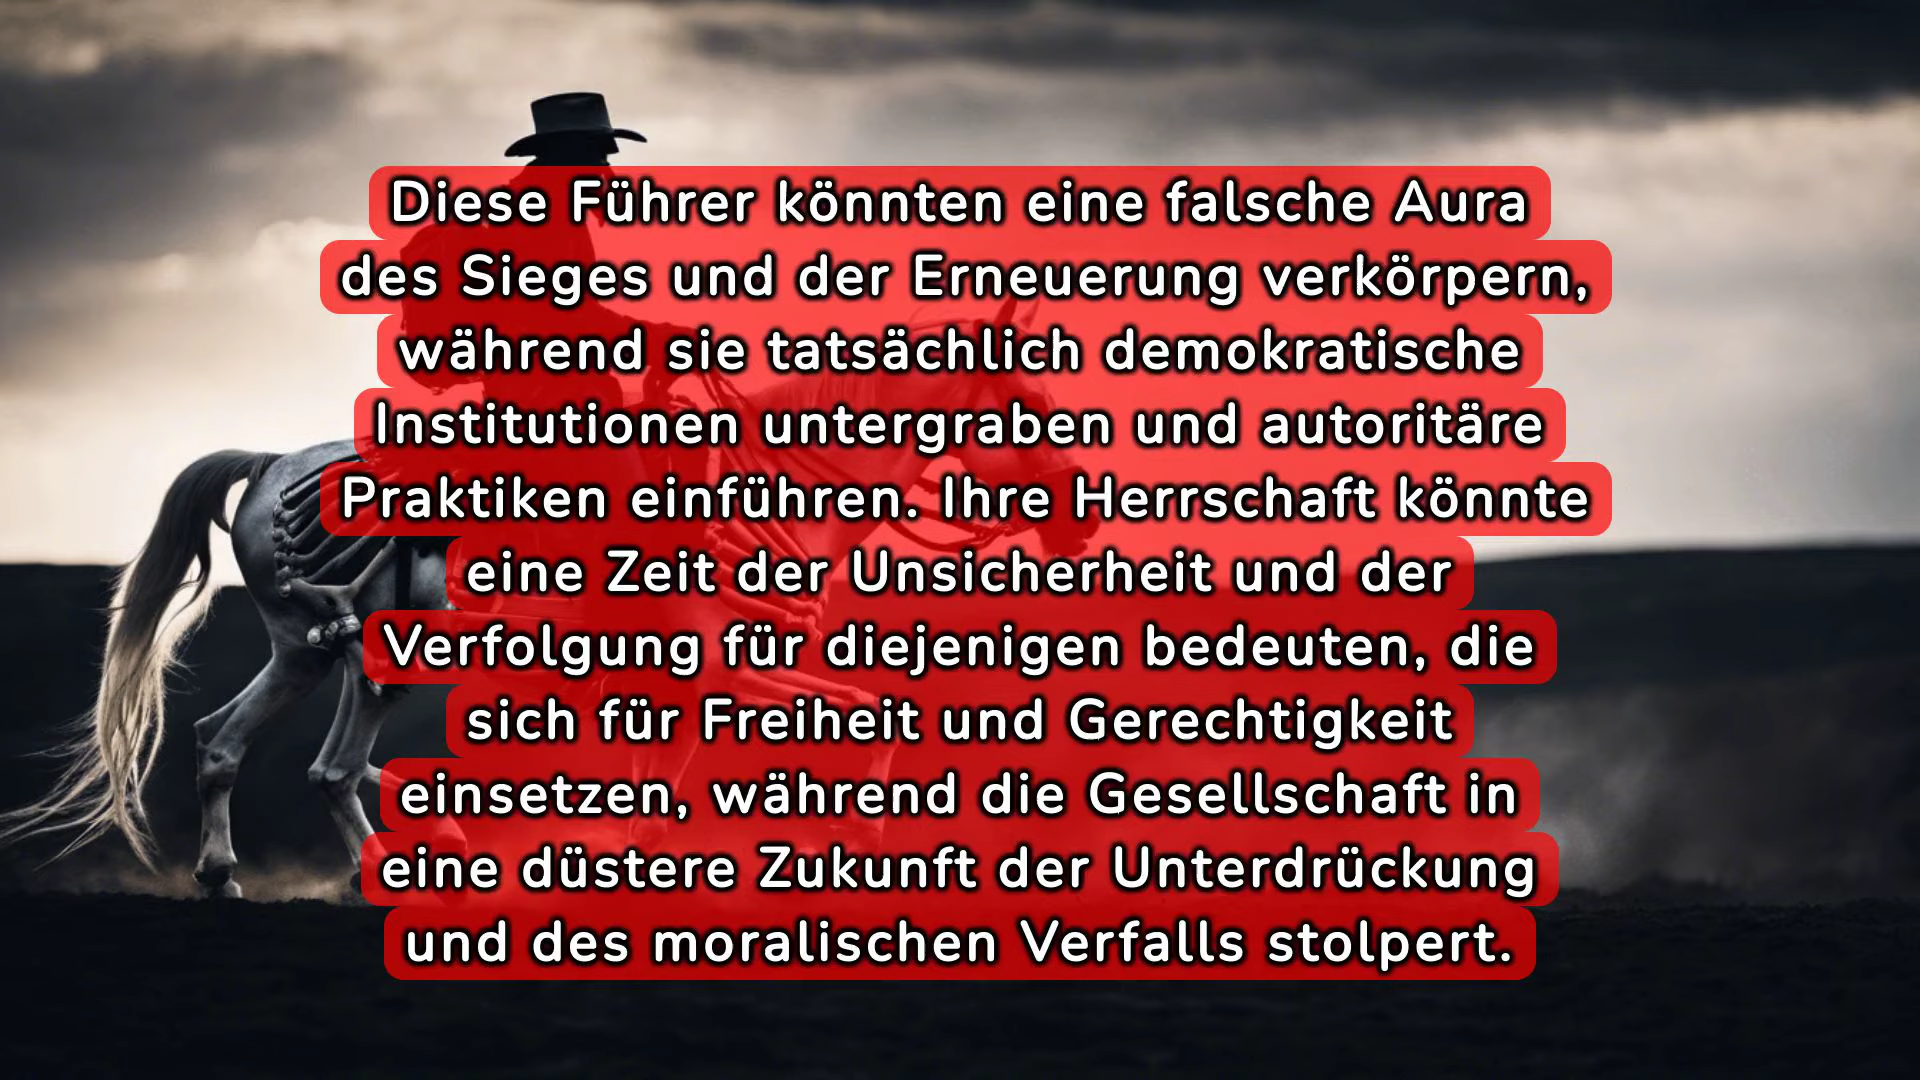 Diese Führer könnten eine falsche Aura
des Sieges und der Erneuerung verkörpern,
während sie tatsächlich demokratische
Institutionen untergraben und autoritäre
Praktiken einführen. Ihre Herrschaft könnte
eine Zeit der Unsicherheit und der
Verfolgung für diejenigen bedeuten, die
sich für Freiheit und Gerechtigkeit
einsetzen, während die Gesellschaft in
eine düstere Zukunft der Unterdrückung
und des moralischen Verfalls stolpert.